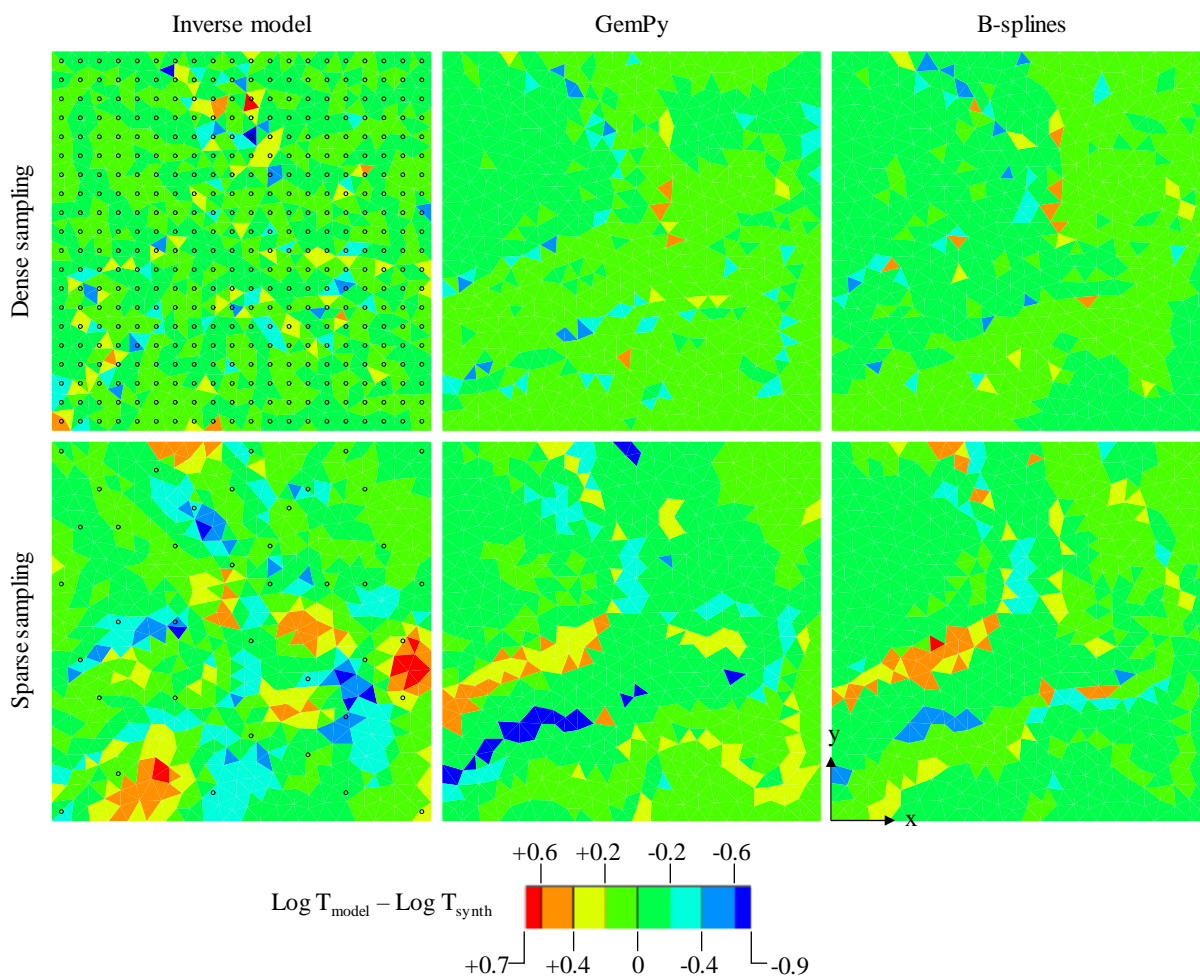 Inverse model GemPy B-splines
Dense sampling
Sparse sampling
y
x
+0.6 +0.2 -0.2 -0.6
Log T_model – Log T_synth
+0.7 +0.4 0 -0.4 -0.9